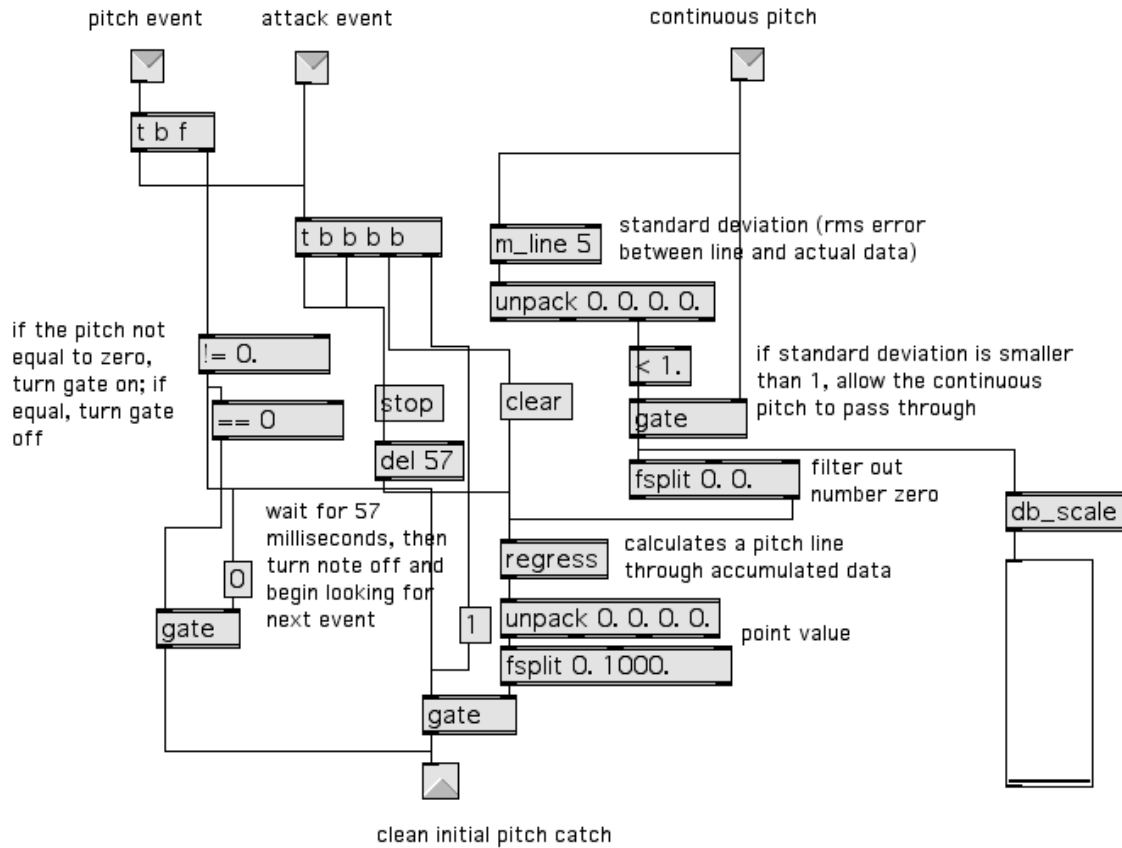 pitch event
attack event
continuous pitch
t b f
t b b b b
m_line 5
standard deviation (rms error
between line and actual data)
unpack 0. 0. 0. 0.
if the pitch not
equal to zero,
turn gate on; if
equal, turn gate
off
!= 0.
== 0
stop
clear
< 1.
gate
if standard deviation is smaller
than 1, allow the continuous
pitch to pass through
del 57
fsplit 0. 0.
filter out
number zero
db_scale
wait for 57
milliseconds, then
turn note off and
begin looking for
next event
0
gate
1
regress
calculates a pitch line
through accumulated data
unpack 0. 0. 0. 0.
point value
fsplit 0. 1000.
gate
clean initial pitch catch